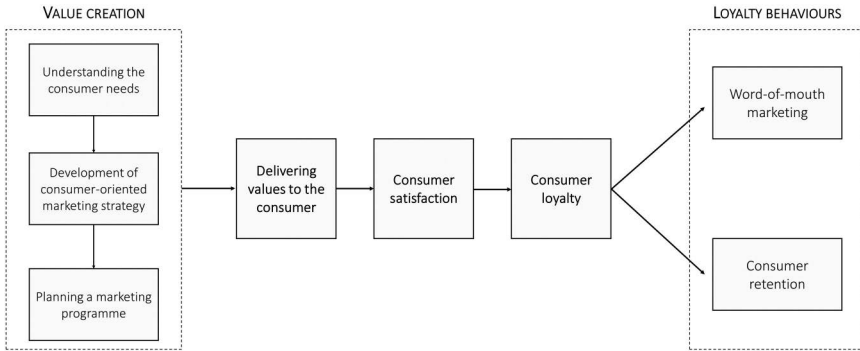 VALUE CREATION
Understanding the
consumer needs
Development of
consumer-oriented
marketing strategy
Planning a marketing
programme
Delivering
values to the
consumer
Consumer
satisfaction
Consumer
loyalty
LOYALTY BEHAVIOURS
Word-of-mouth
marketing
Consumer
retention